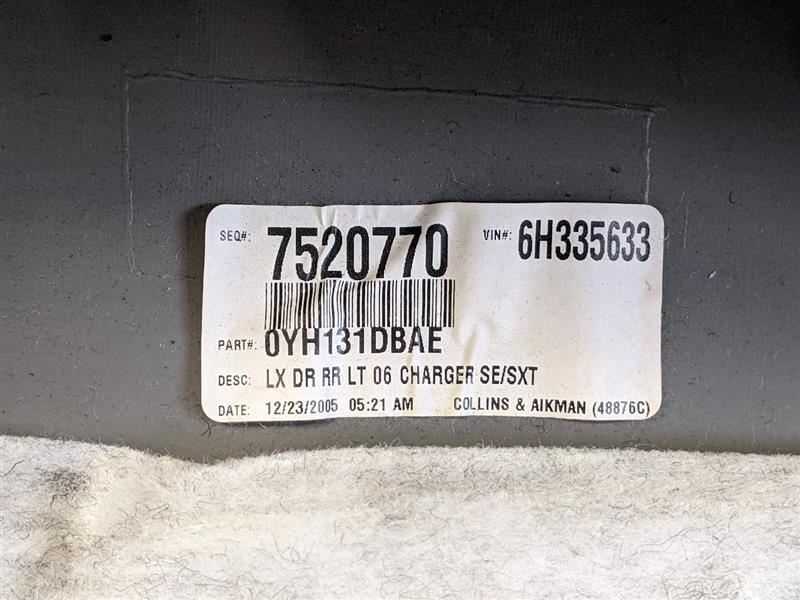 SEQ#: 7520770 VIN#: 6H335633
PART#: 0YH131DBAE
DESC: LX DR RR LT 06 CHARGER SE/SXT
DATE: 12/23/2005 05:21 AM COLLINS & AIKMAN (48876C)